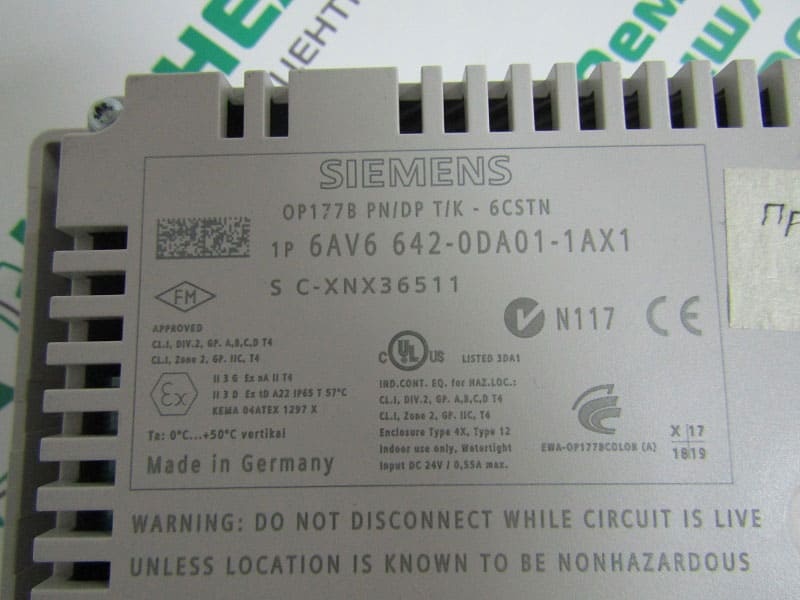 SIEMENS
OP177B PN/DP T/K - 6CSTN
1P 6AV6 642-0DA01-1AX1
S C-XNX36511
FM
APPROVED
CL.I, DIV.2, GP. A,B,C,D T4
CL.I, Zone 2, GP. IIC, T4
Ex
II 3 G Ex nA II T4
II 3 D Ex tD A22 IP65 T 57°C
KEMA 04ATEX 1297 X
Ta: 0°C...+50°C vertikal
Made in Germany
N117
CE
C UL US LISTED 3DA1
IND.CONT. EQ. for HAZ.LOC.:
CL.I, DIV.2, GP. A,B,C,D T4
CL.I, Zone 2, GP. IIC, T4
Enclosure Type 4X, Type 12
Indoor use only, Watertight
Input DC 24V / 0,55A max.
EWA-OP177BCOLOR (A)
X 17
18 19
WARNING: DO NOT DISCONNECT WHILE CIRCUIT IS LIVE
UNLESS LOCATION IS KNOWN TO BE NONHAZARDOUS